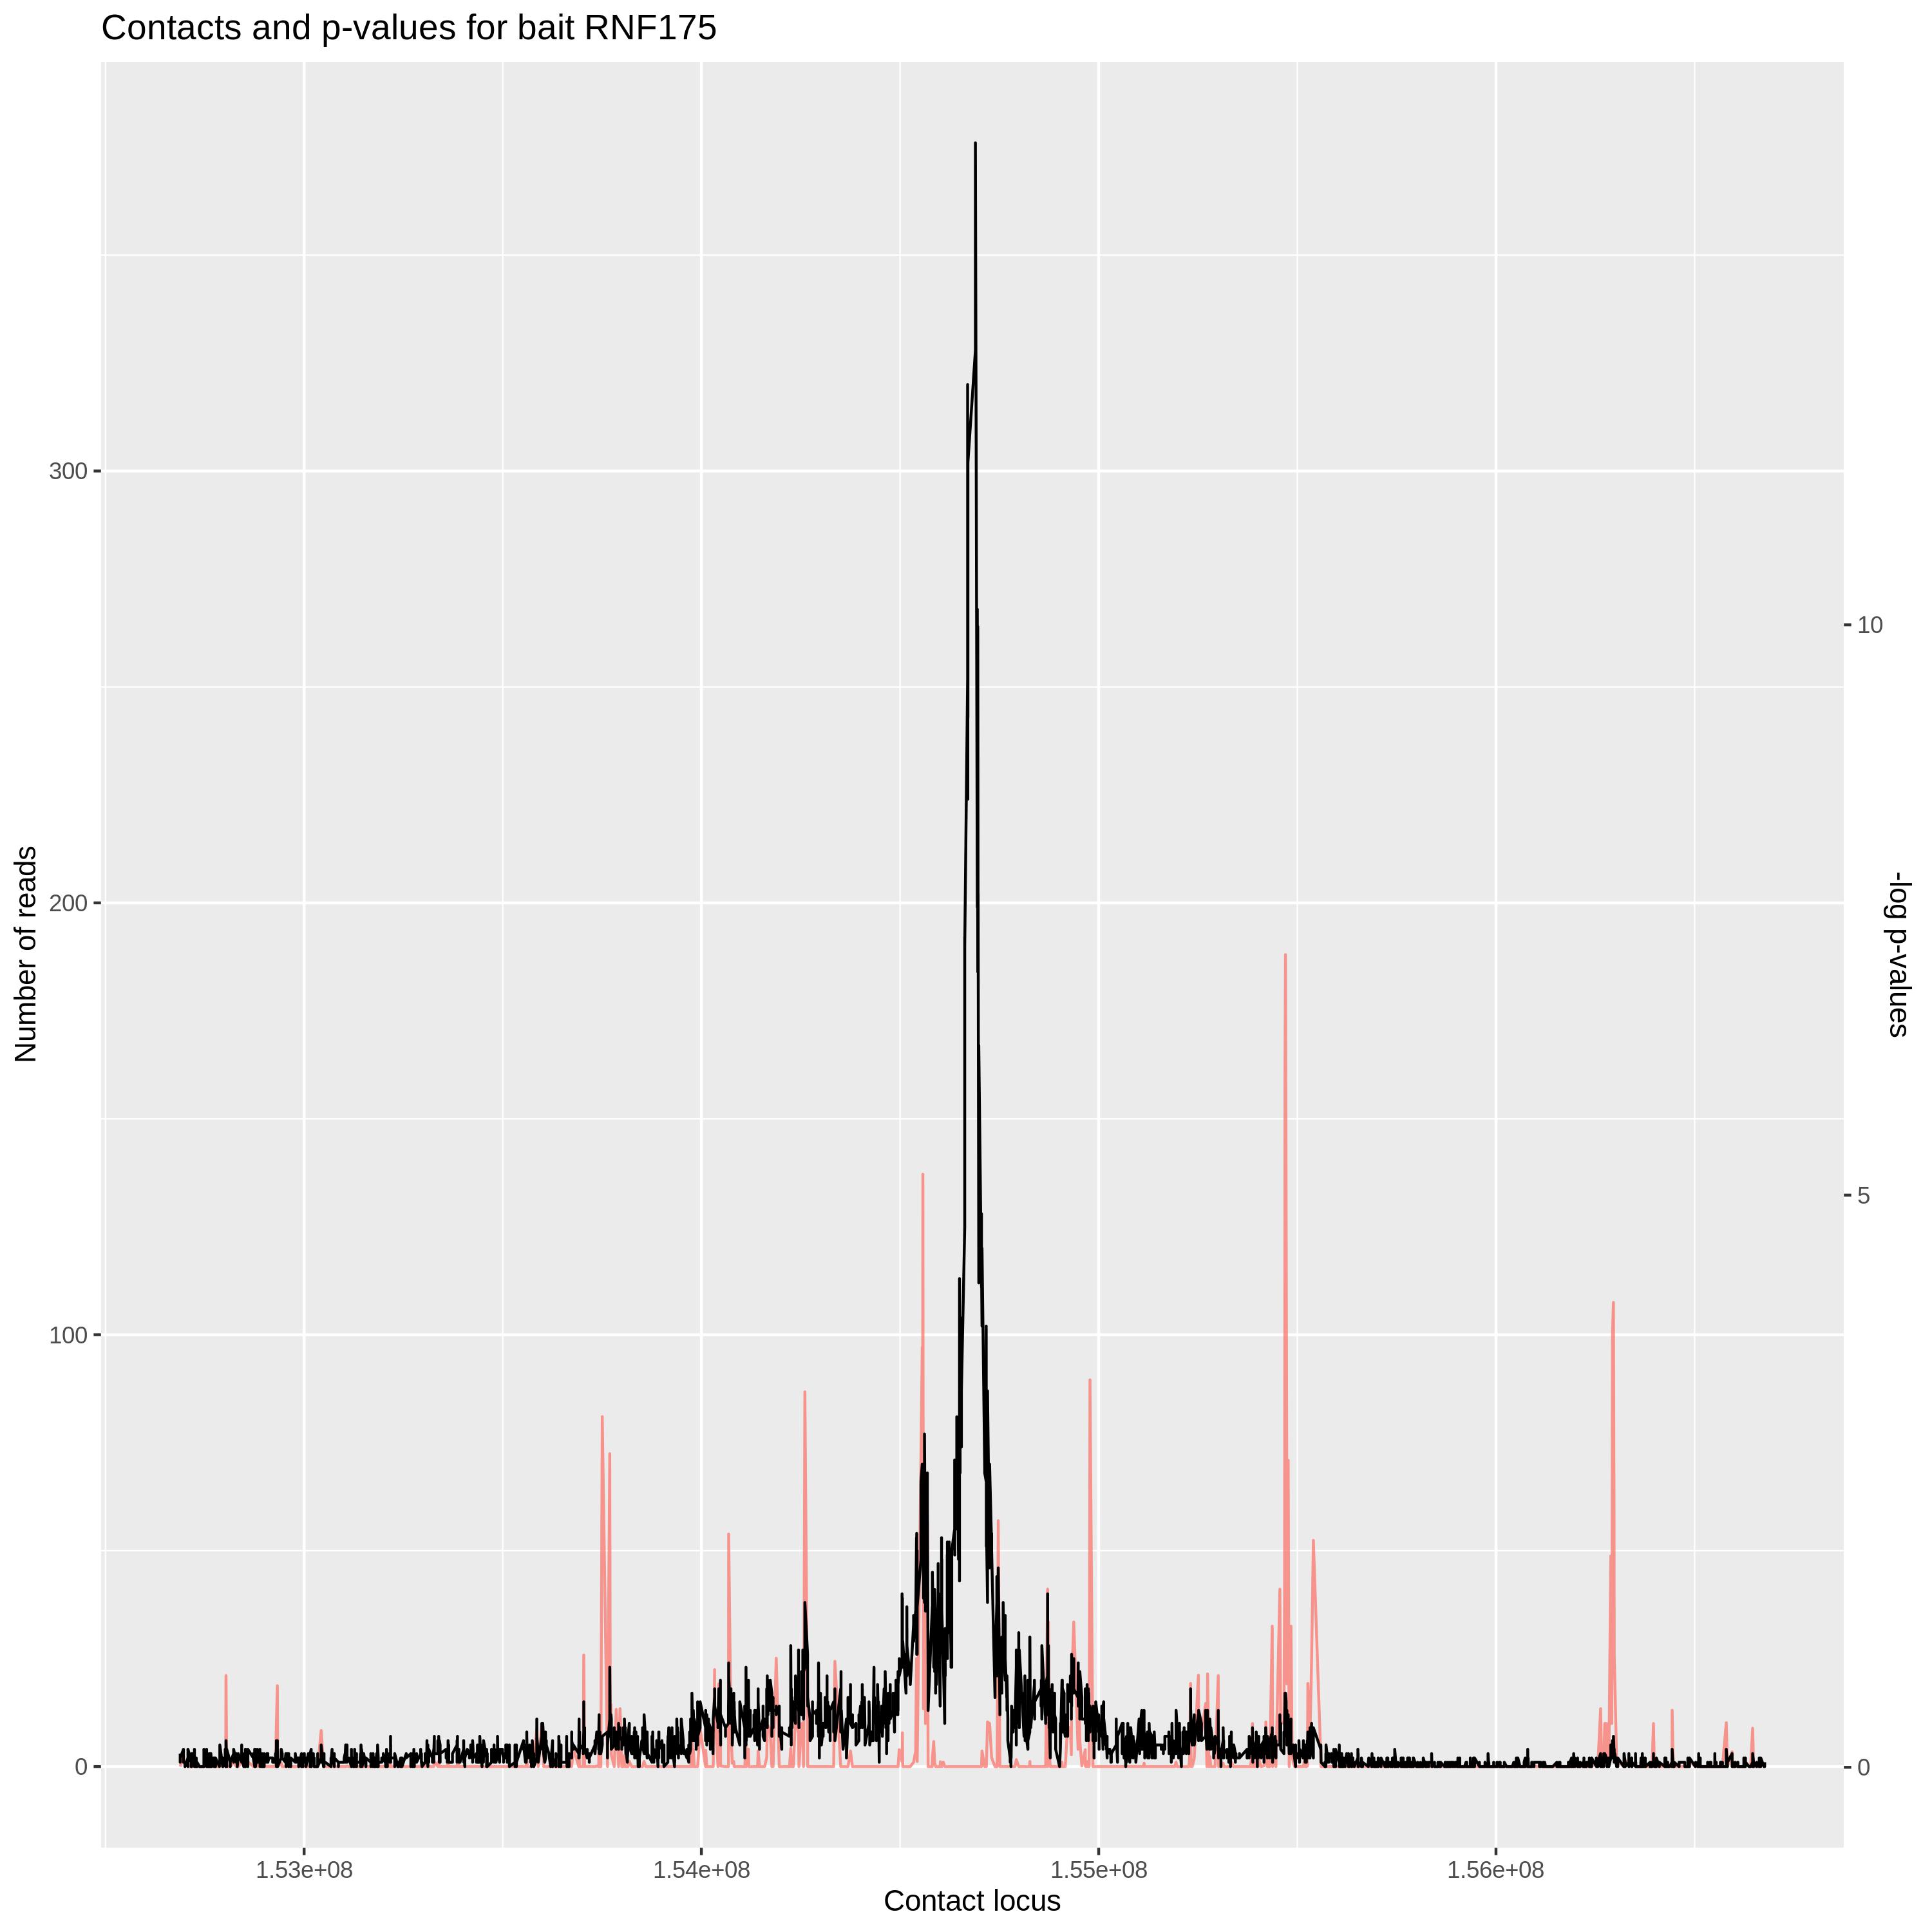 Contacts and p-values for bait RNF175
Number of reads
300
200
100
0
10
5
0
-log p-values
1.53e+08
1.54e+08
1.55e+08
1.56e+08
Contact locus